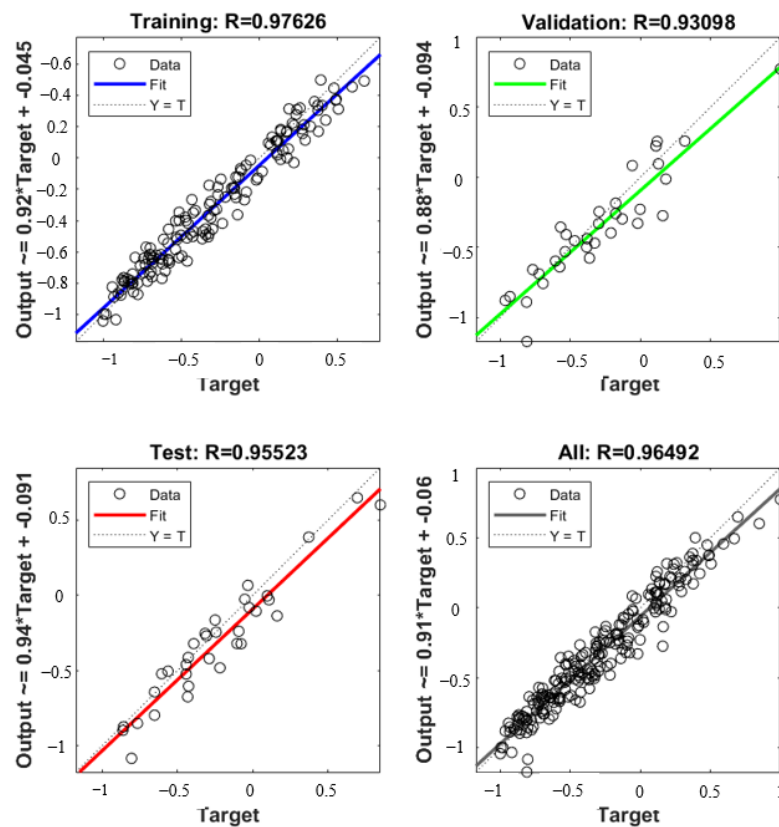 Training: R=0.97626
Output ~= 0.92*Target + -0.045
Data
Fit
Y = T
-0.6
-0.4
0.2
0
-0.2
-0.4
-0.6
-0.8
-1
-1
-0.5
0
0.5
Target
Validation: R=0.93098
Output ~= 0.88*Target + -0.094
Data
Fit
Y = T
1
0.5
0
-0.5
-1
-1
-0.5
0
0.5
1
Target
Test: R=0.95523
Output ~= 0.94*Target + -0.091
Data
Fit
Y = T
0.5
0
-0.5
-1
-1
-0.5
0
0.5
Target
All: R=0.96492
Output ~= 0.91*Target + -0.06
Data
Fit
Y = T
1
0.5
0
-0.5
-1
-1
-0.5
0
0.5
1
Target